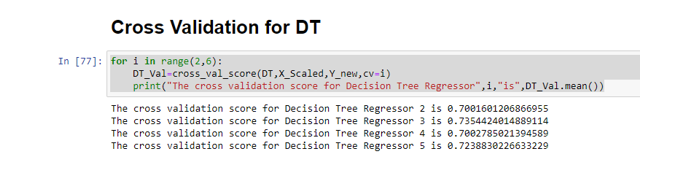 Cross Validation for DT
In [77]: for i in range(2,6):
DT_Val=cross_val_score(DT,X_Scaled,Y_new,cv=i)
print("The cross validation score for Decision Tree Regressor",i,"is",DT_Val.mean())
The cross validation score for Decision Tree Regressor 2 is 0.7001601206866955
The cross validation score for Decision Tree Regressor 3 is 0.7354424014889114
The cross validation score for Decision Tree Regressor 4 is 0.7002785021394589
The cross validation score for Decision Tree Regressor 5 is 0.7238830226633229